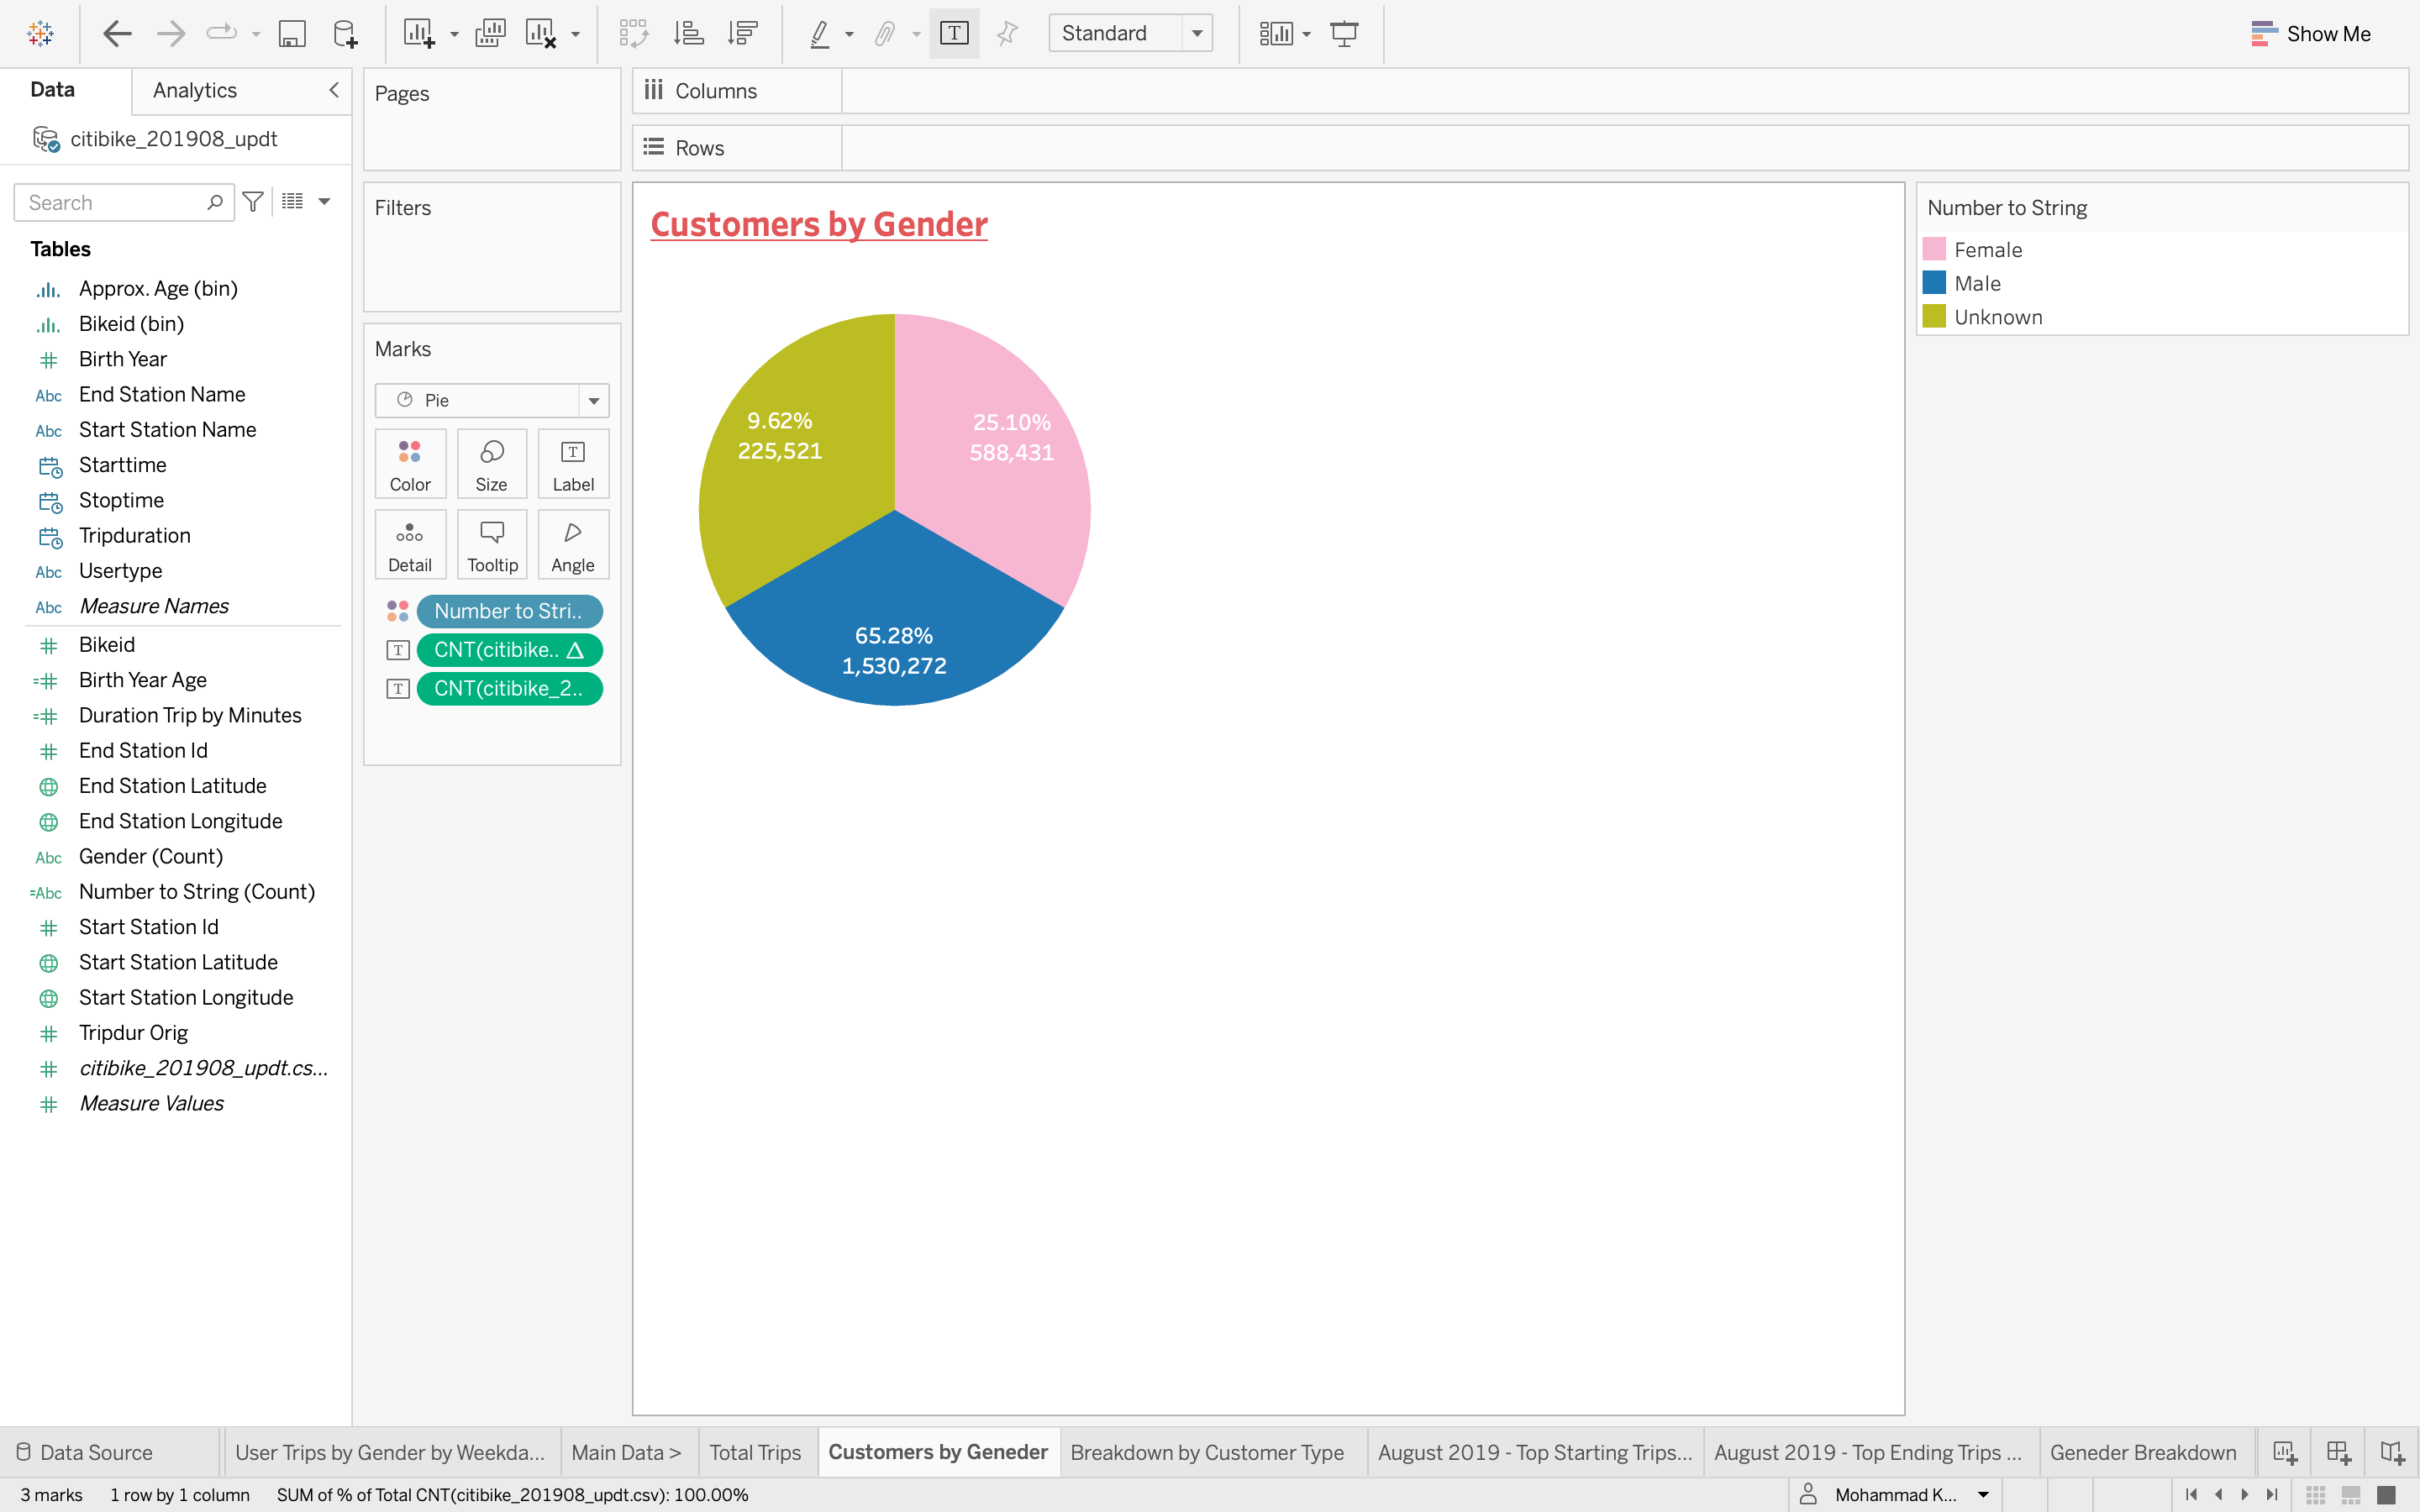 Standard
Show Me
Data
Analytics
citibike_201908_updt
Search
Tables
Approx. Age (bin)
Bikeid (bin)
Birth Year
Abc End Station Name
Abc Start Station Name
Starttime
Stoptime
Tripduration
Abc Usertype
Abc Measure Names
Bikeid
Birth Year Age
Duration Trip by Minutes
End Station Id
End Station Latitude
End Station Longitude
Abc Gender (Count)
=Abc Number to String (Count)
Start Station Id
Start Station Latitude
Start Station Longitude
Tripdur Orig
citibike_201908_updt.cs...
Measure Values
Pages
Filters
Marks
Pie
Color
Size
Label
Detail
Tooltip
Angle
Number to Stri..
CNT(citibike.. Δ
CNT(citibike_2..
Columns
Rows
Customers by Gender
9.62%
225,521
25.10%
588,431
65.28%
1,530,272
Number to String
Female
Male
Unknown
Data Source
User Trips by Gender by Weekda...
Main Data >
Total Trips
Customers by Geneder
Breakdown by Customer Type
August 2019 - Top Starting Trips...
August 2019 - Top Ending Trips ...
Geneder Breakdown
3 marks
1 row by 1 column
SUM of % of Total CNT(citibike_201908_updt.csv): 100.00%
Mohammad K...